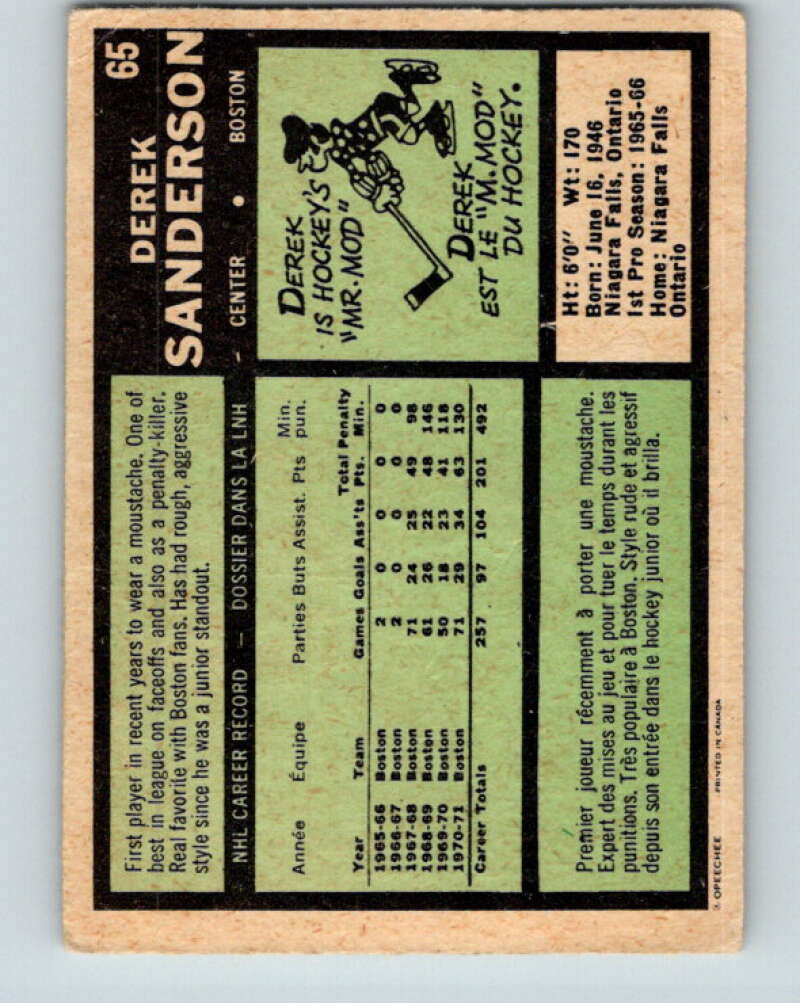 65
DEREK
SANDERSON
CENTER • BOSTON
First player in recent years to wear a moustache. One of
best in league on faceoffs and also as a penalty-killer.
Real favorite with Boston fans. Has had rough, aggressive
style since he was a junior standout.
DEREK
IS HOCKEY'S
"MR. MOD"
DEREK
EST LE "M. MOD"
DU HOCKEY.
NHL CAREER RECORD — DOSSIER DANS LA LNH
Année Équipe Parties Buts Assist. Pts Min. pun.
Year Team Games Goals Ass'ts Total Pts. Penalty Min.
1965-66 Boston 2 0 0 0 0
1966-67 Boston 2 0 0 0 0
1967-68 Boston 71 24 25 49 98
1968-69 Boston 61 26 22 48 146
1969-70 Boston 50 18 23 41 118
1970-71 Boston 71 29 34 63 130
Career Totals 257 97 104 201 492
Ht: 6'0" Wt: 170
Born: June 16, 1946
Niagara Falls, Ontario
1st Pro Season: 1965-66
Home: Niagara Falls
Ontario
Premier joueur récemment à porter une moustache.
Expert des mises au jeu et pour tuer le temps durant les
punitions. Très populaire à Boston. Style rude et agressif
depuis son entrée dans le hockey junior où il brilla.
OPEECHEE PRINTED IN CANADA